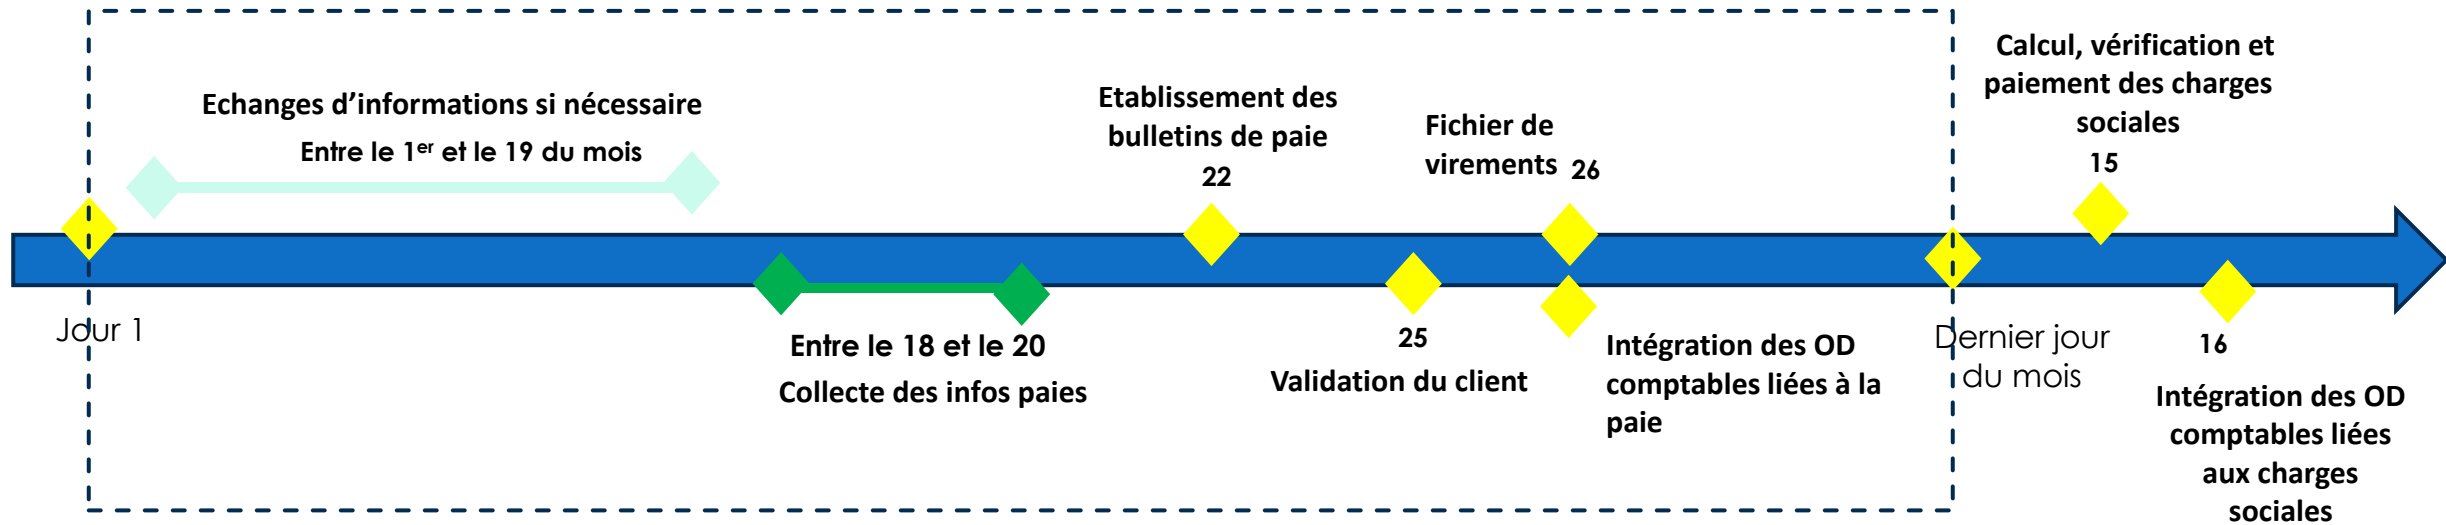 Echanges d’informations si nécessaire
Entre le 1er et le 19 du mois
Etablissement des
bulletins de paie
22
Fichier de
virements 26
Calcul, vérification et
paiement des charges
sociales
15
Jour 1
Entre le 18 et le 20
Collecte des infos paies
25
Validation du client
Intégration des OD
comptables liées à la
paie
Dernier jour
du mois
16
Intégration des OD
comptables liées
aux charges
sociales